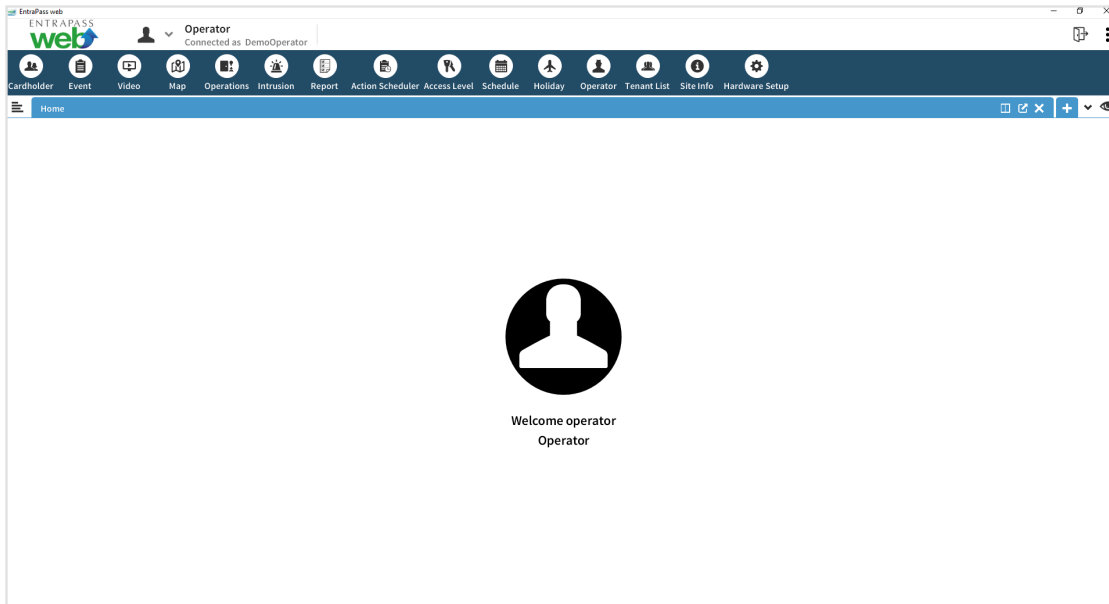 EntraPass web
ENTRAPASS
web
Operator
Connected as DemoOperator
Cardholder Event Video Map Operations Intrusion Report Action Scheduler Access Level Schedule Holiday Operator Tenant List Site Info Hardware Setup
Home
Welcome operator
Operator